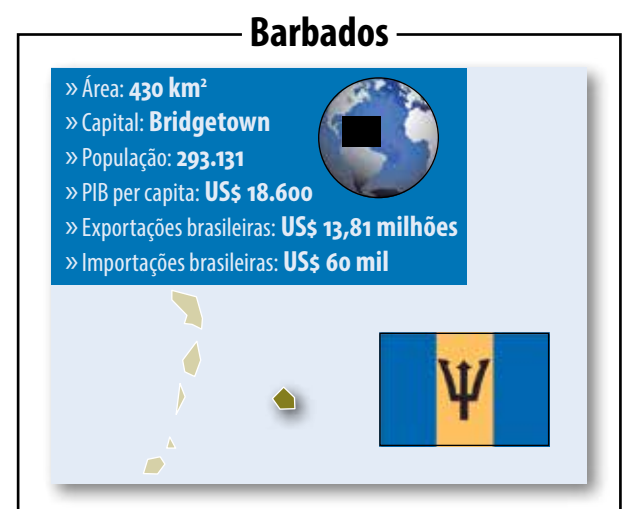 Barbados
» Área: 430 km²
» Capital: Bridgetown
» População: 293.131
» PIB per capita: US$ 18.600
» Exportações brasileiras: US$ 13,81 milhões
» Importações brasileiras: US$ 60 mil